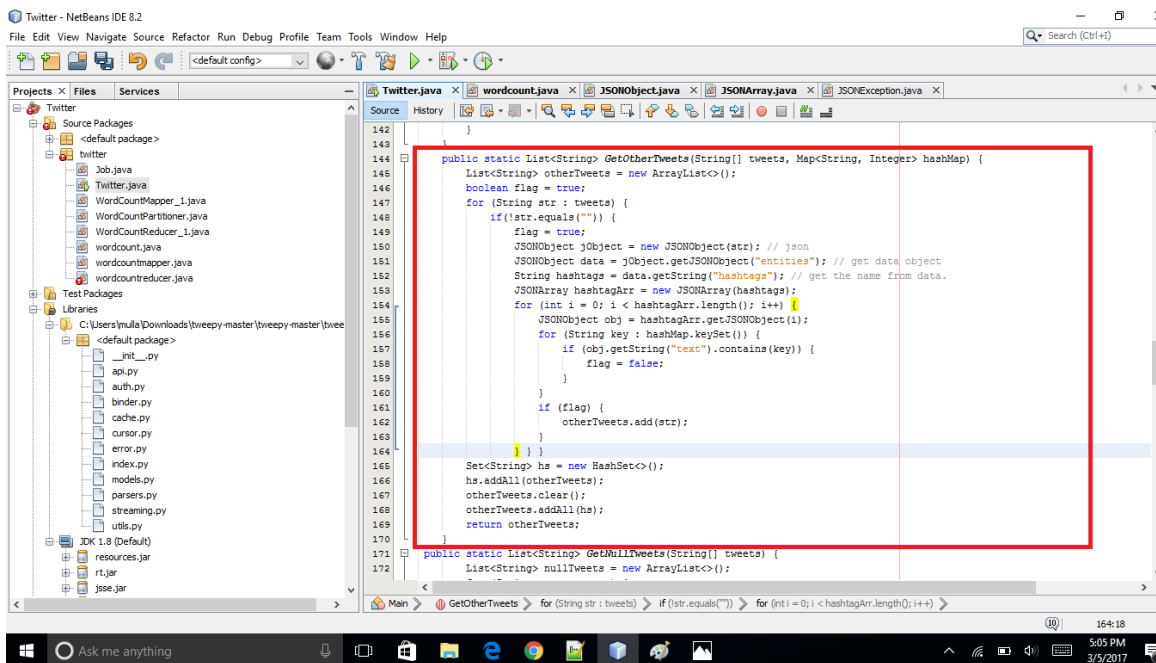 Twitter - NetBeans IDE 8.2
File Edit View Navigate Source Refactor Run Debug Profile Team Tools Window Help
Search (Ctrl+I)
<default config>
Projects Files Services
Twitter.java wordcount.java JSONObject.java JSONArray.java JSONException.java
Source History
Twitter
Source Packages
<default package>
twitter
Job.java
Twitter.java
WordCountMapper_1.java
WordCountPartitioner.java
WordCountReducer_1.java
wordcount.java
wordcountmapper.java
wordcountreducer.java
Test Packages
Libraries
C:\Users\mulla\Downloads\tweepy-master\tweepy-master\twee
<default package>
__init__.py
api.py
auth.py
binder.py
cache.py
cursor.py
error.py
index.py
models.py
parsers.py
streaming.py
utils.py
JDK 1.8 (Default)
resources.jar
rt.jar
jsse.jar
142 }
143 }
144 public static List<String> GetOtherTweets(String[] tweets, Map<String, Integer> hashMap) {
145 List<String> otherTweets = new ArrayList<>();
146 boolean flag = true;
147 for (String str : tweets) {
148 if(!str.equals("")) {
149 flag = true;
150 JSONObject jObject = new JSONObject(str); // json
151 JSONObject data = jObject.getJSONObject("entities"); // get data object
152 String hashtags = data.getString("hashtags"); // get the name from data.
153 JSONArray hashtagArr = new JSONArray(hashtags);
154 for (int i = 0; i < hashtagArr.length(); i++) {
155 JSONObject obj = hashtagArr.getJSONObject(i);
156 for (String key : hashMap.keySet()) {
157 if (obj.getString("text").contains(key)) {
158 flag = false;
159 }
160 }
161 if (flag) {
162 otherTweets.add(str);
163 }
164 } } }
165 Set<String> hs = new HashSet<>();
166 hs.addAll(otherTweets);
167 otherTweets.clear();
168 otherTweets.addAll(hs);
169 return otherTweets;
170 }
171 public static List<String> GetNullTweets(String[] tweets) {
172 List<String> nullTweets = new ArrayList<>();
Main GetOtherTweets for (String str : tweets) if (!str.equals("")) for (int i = 0; i < hashtagArr.length(); i++)
10 164:18
Ask me anything
5:05 PM
3/5/2017